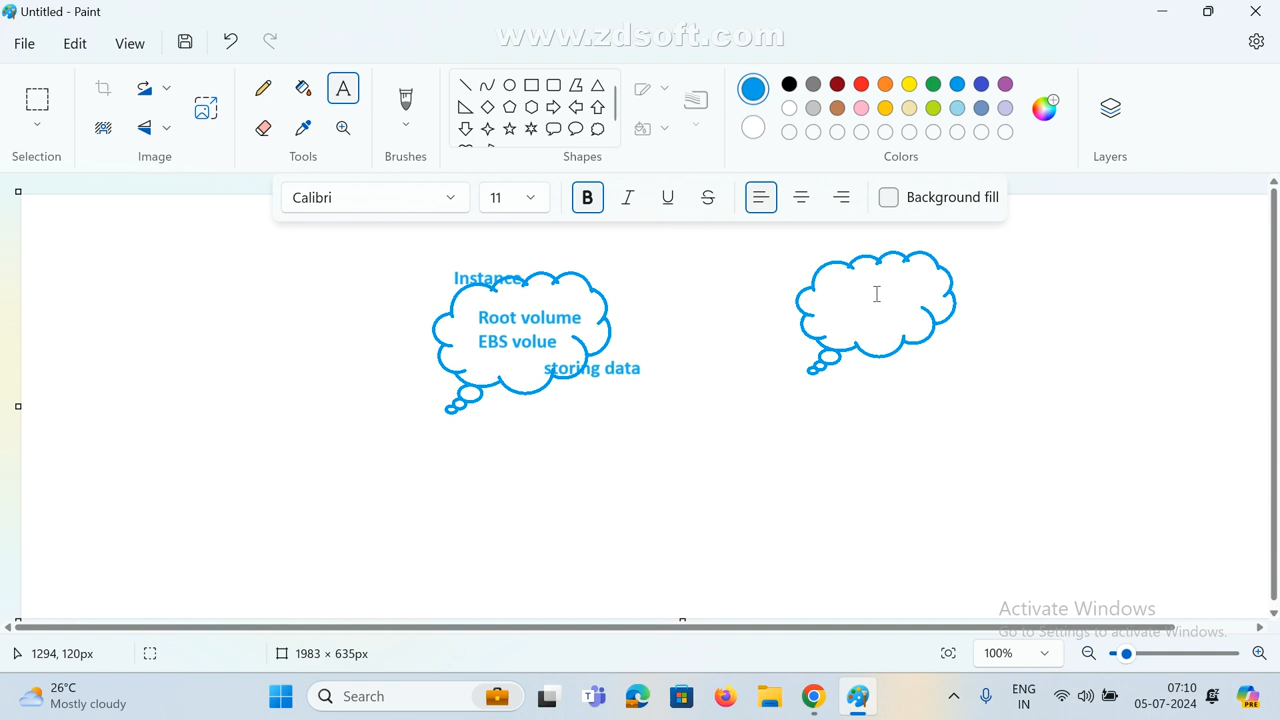 Untitled - Paint
www.zdsoft.com
File Edit View
Selection Image Tools Brushes Shapes Colors Layers
Calibri 11 B I U S Background fill
Instance
Root volume
EBS volue
storing data
Activate Windows
Go to Settings to activate Windows.
1294, 120px 1983 × 635px 100%
26°C
Mostly cloudy
Search
ENG
IN
07:10
05-07-2024
PRE